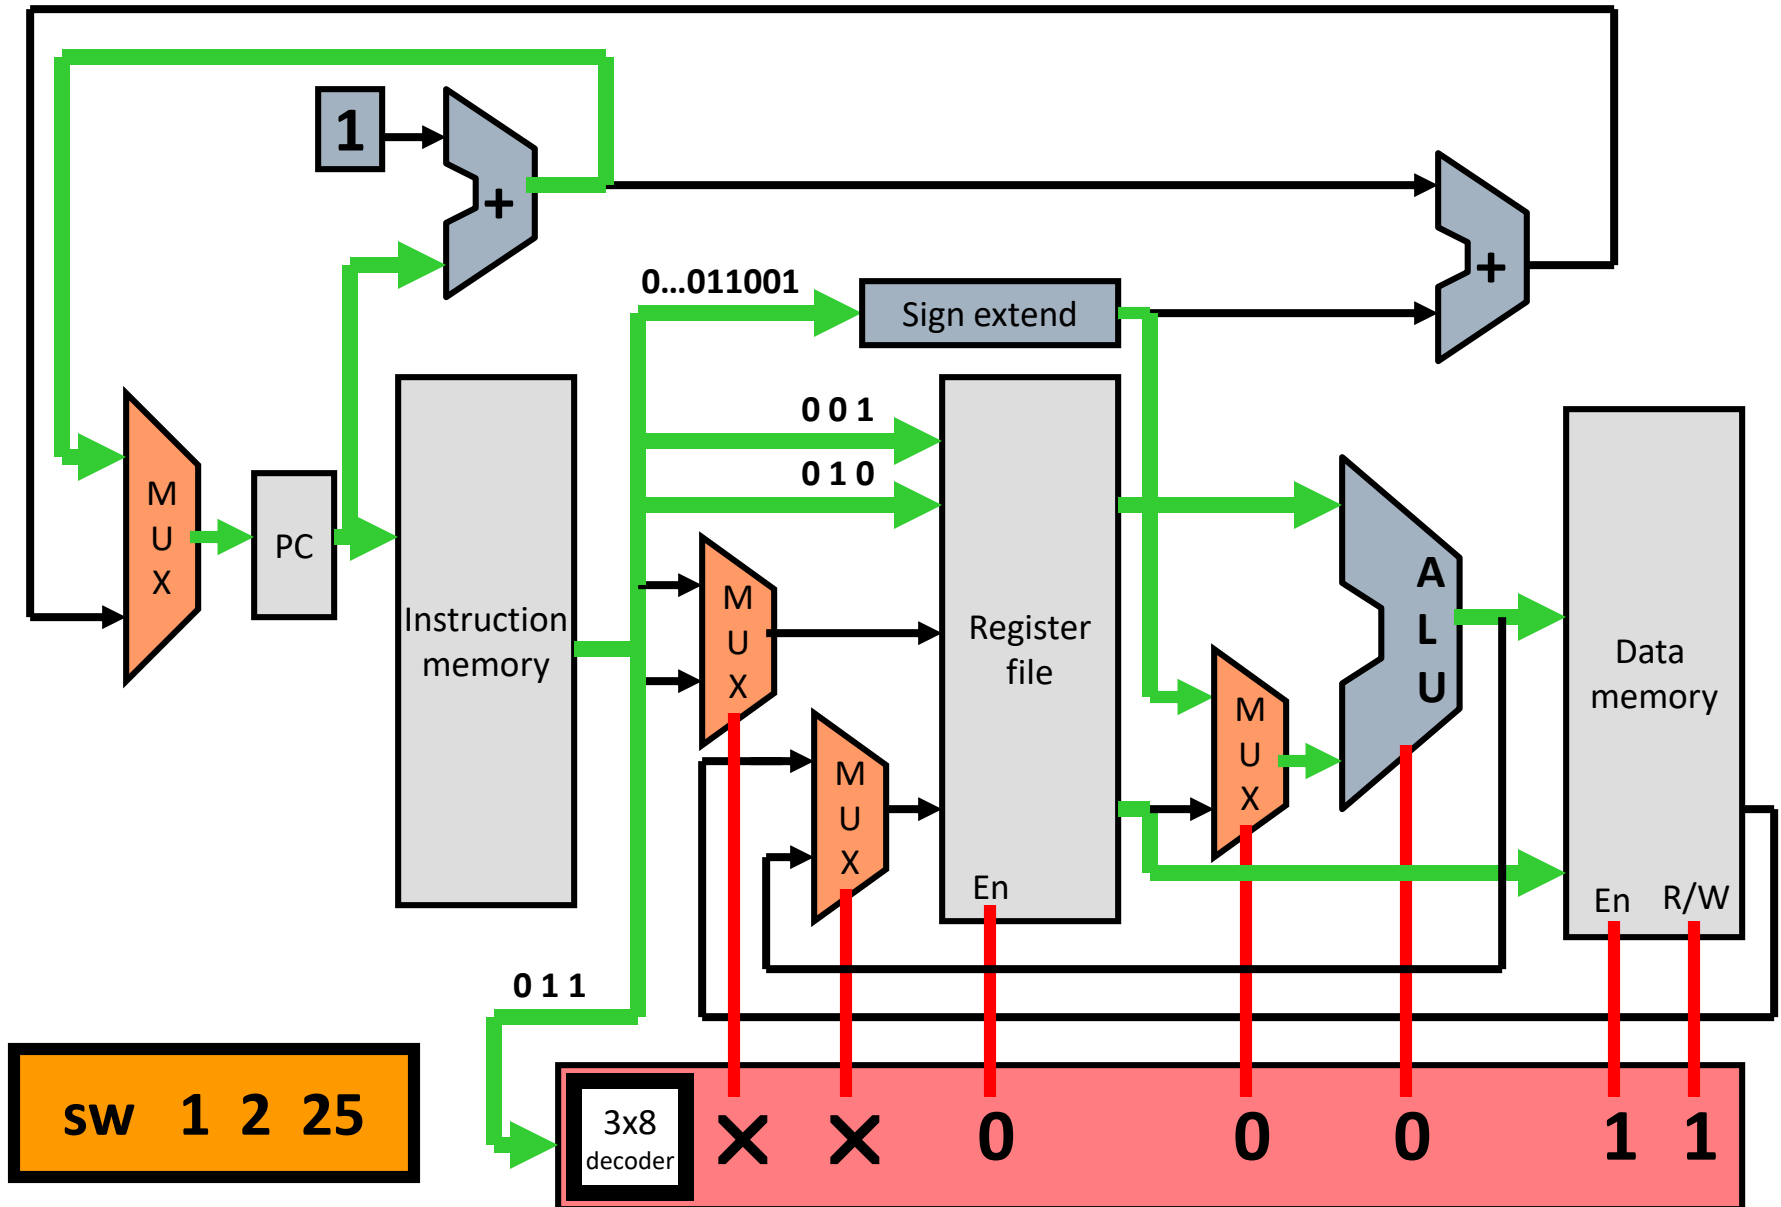 1
+
+
0...011001
Sign extend
0 0 1
0 1 0
M
U
X
PC
Instruction
memory
M
U
X
Register
file
En
M
U
X
M
U
X
A
L
U
Data
memory
En R/W
0 1 1
sw 1 2 25
3x8
decoder
X X 0 0 0 1 1